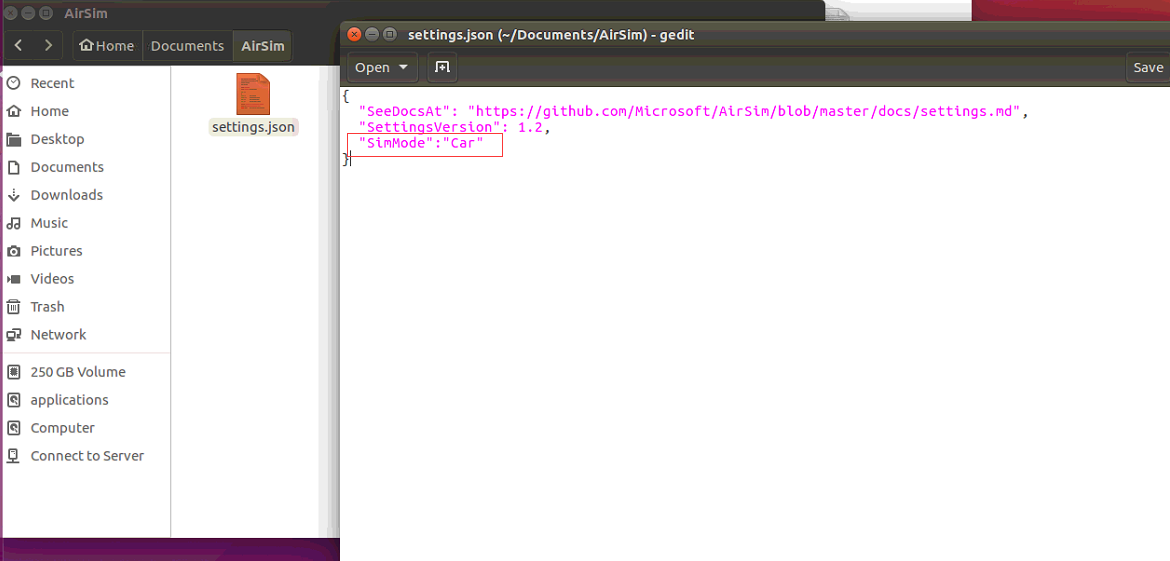 AirSim
Home Documents AirSim
Recent
Home
Desktop
Documents
Downloads
Music
Pictures
Videos
Trash
Network
250 GB Volume
applications
Computer
Connect to Server
settings.json
settings.json (~/Documents/AirSim) - gedit
Open Save
{
"SeeDocsAt": "https://github.com/Microsoft/AirSim/blob/master/docs/settings.md",
"SettingsVersion": 1.2,
"SimMode":"Car"
}